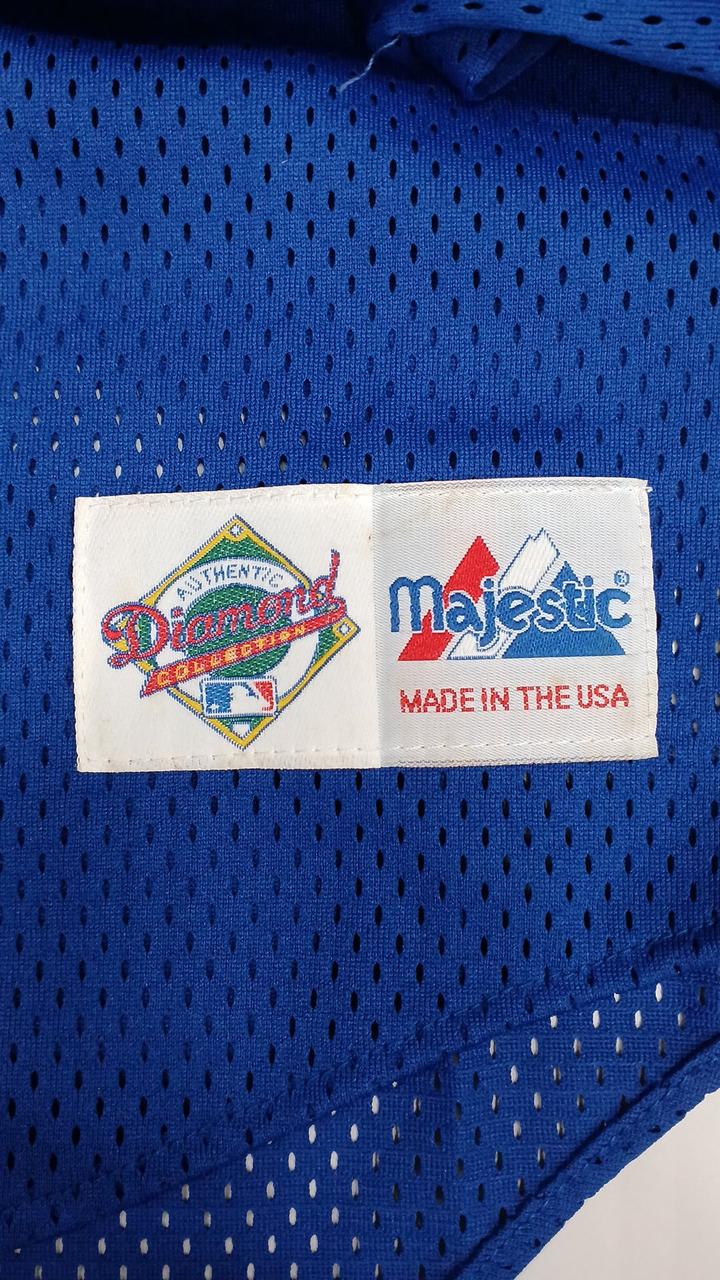 AUTHENTIC
Diamond
COLLECTION
Majestic®
MADE IN THE USA